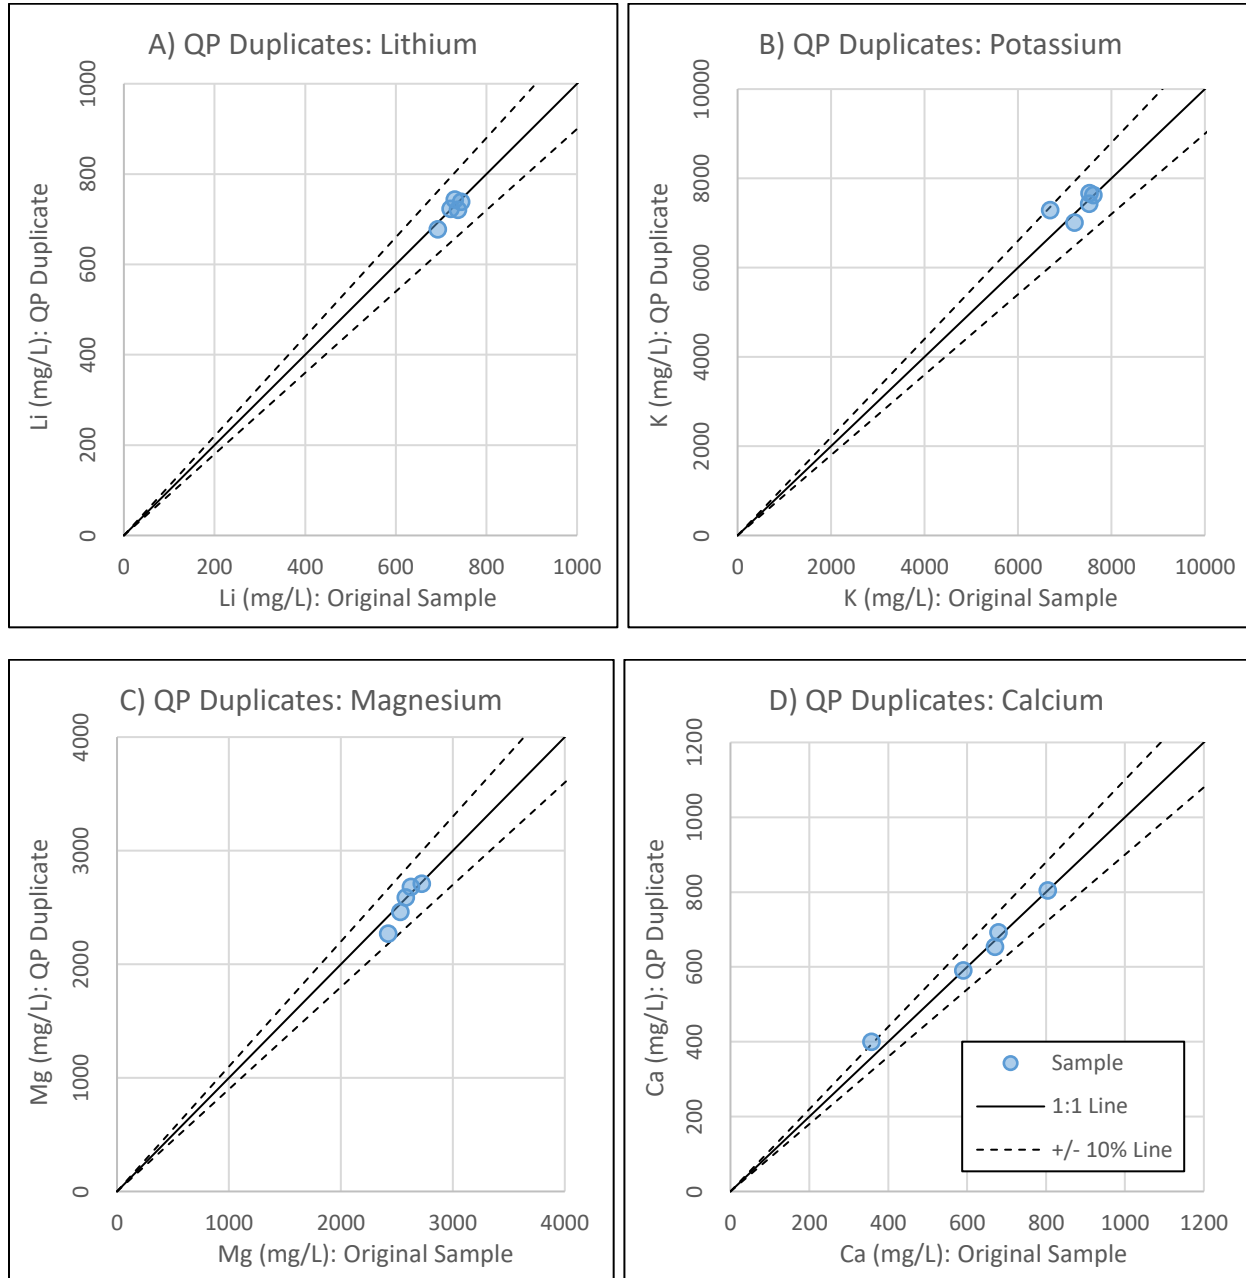 A) QP Duplicates: Lithium
1000
800
600
400
200
0
Li (mg/L): QP Duplicate
0 200 400 600 800 1000
Li (mg/L): Original Sample
B) QP Duplicates: Potassium
10000
8000
6000
4000
2000
0
K (mg/L): QP Duplicate
0 2000 4000 6000 8000 10000
K (mg/L): Original Sample
C) QP Duplicates: Magnesium
4000
3000
2000
1000
0
Mg (mg/L): QP Duplicate
0 1000 2000 3000 4000
Mg (mg/L): Original Sample
D) QP Duplicates: Calcium
1200
1000
800
600
400
200
0
Ca (mg/L): QP Duplicate
0 200 400 600 800 1000 1200
Ca (mg/L): Original Sample
Sample
1:1 Line
+/- 10% Line